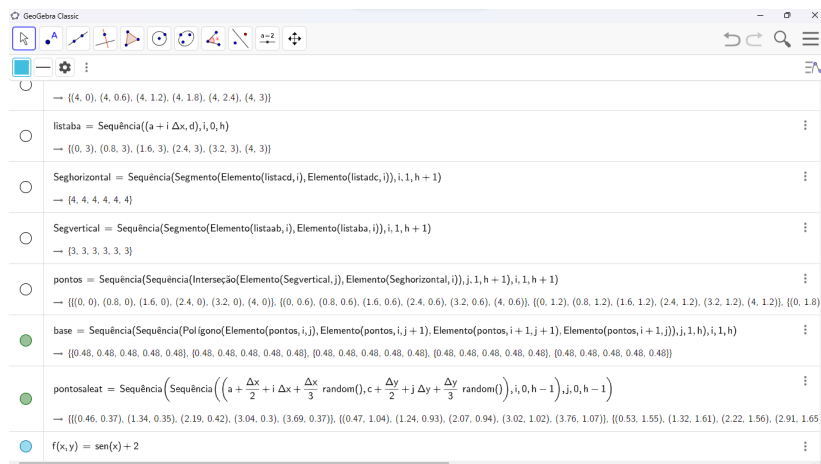 GeoGebra Classic
A
a=2
→ {(4, 0), (4, 0.6), (4, 1.2), (4, 1.8), (4, 2.4), (4, 3)}
listaba = Sequência((a + i Δx, d), i, 0, h)
→ {(0, 3), (0.8, 3), (1.6, 3), (2.4, 3), (3.2, 3), (4, 3)}
Seghorizontal = Sequência(Segmento(Elemento(listacd, i), Elemento(listadc, i)), i, 1, h + 1)
→ {4, 4, 4, 4, 4, 4}
Segvertical = Sequência(Segmento(Elemento(listaab, i), Elemento(listaba, i)), i, 1, h + 1)
→ {3, 3, 3, 3, 3, 3}
pontos = Sequência(Sequência(Interseção(Elemento(Segvertical, j), Elemento(Seghorizontal, i)), j, 1, h + 1), i, 1, h + 1)
→ {{(0, 0), (0.8, 0), (1.6, 0), (2.4, 0), (3.2, 0), (4, 0)}, {(0, 0.6), (0.8, 0.6), (1.6, 0.6), (2.4, 0.6), (3.2, 0.6), (4, 0.6)}, {(0, 1.2), (0.8, 1.2), (1.6, 1.2), (2.4, 1.2), (3.2, 1.2), (4, 1.2)}, {(0, 1.8)
base = Sequência(Sequência(Polígono(Elemento(pontos, i, j), Elemento(pontos, i, j + 1), Elemento(pontos, i + 1, j + 1), Elemento(pontos, i + 1, j)), j, 1, h), i, 1, h)
→ {{0.48, 0.48, 0.48, 0.48, 0.48}, {0.48, 0.48, 0.48, 0.48, 0.48}, {0.48, 0.48, 0.48, 0.48, 0.48}, {0.48, 0.48, 0.48, 0.48, 0.48}, {0.48, 0.48, 0.48, 0.48, 0.48}}
pontosaleat = Sequência(Sequência((a + Δx/2 + i Δx + Δx/3 random(), c + Δy/2 + j Δy + Δy/3 random()), i, 0, h − 1), j, 0, h − 1)
→ {{(0.46, 0.37), (1.34, 0.35), (2.19, 0.42), (3.04, 0.3), (3.69, 0.37)}, {(0.47, 1.04), (1.24, 0.93), (2.07, 0.94), (3.02, 1.02), (3.76, 1.07)}, {(0.53, 1.55), (1.32, 1.61), (2.22, 1.56), (2.91, 1.65
f(x, y) = sen(x) + 2